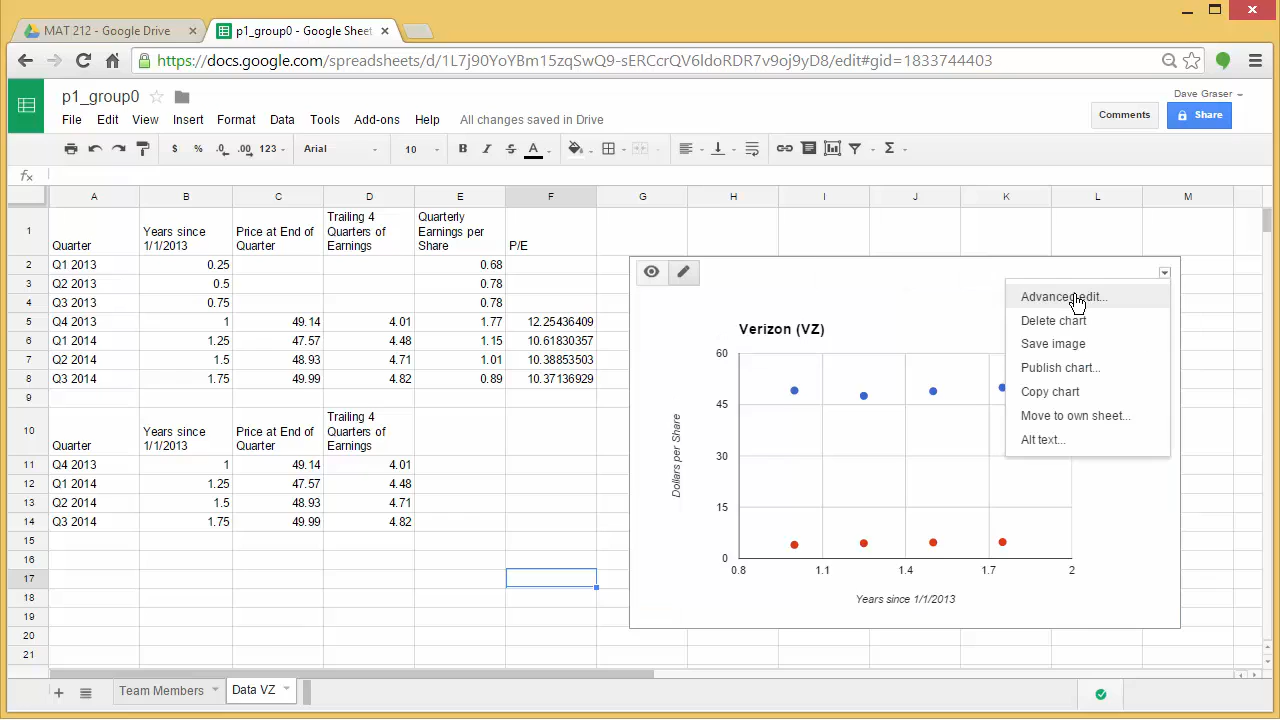 MAT 212 - Google Drive
p1_group0 - Google Sheet
https://docs.google.com/spreadsheets/d/1L7j90YoYBm15zqSwQ9-sERCcrQV6ldoRDR7v9oj9yD8/edit#gid=1833744403
p1_group0
Dave Graser
File Edit View Insert Format Data Tools Add-ons Help All changes saved in Drive
Comments Share
$ % .0 .00 123 Arial 10 B I S A Σ
fx
A B C D E F G H I J K L M
1 Quarter Years since 1/1/2013 Price at End of Quarter Trailing 4 Quarters of Earnings Quarterly Earnings per Share P/E
2 Q1 2013 0.25 0.68
3 Q2 2013 0.5 0.78
4 Q3 2013 0.75 0.78
5 Q4 2013 1 49.14 4.01 1.77 12.25436409
6 Q1 2014 1.25 47.57 4.48 1.15 10.61830357
7 Q2 2014 1.5 48.93 4.71 1.01 10.38853503
8 Q3 2014 1.75 49.99 4.82 0.89 10.37136929
9
10 Quarter Years since 1/1/2013 Price at End of Quarter Trailing 4 Quarters of Earnings
11 Q4 2013 1 49.14 4.01
12 Q1 2014 1.25 47.57 4.48
13 Q2 2014 1.5 48.93 4.71
14 Q3 2014 1.75 49.99 4.82
15
16
17
18
19
20
21
Verizon (VZ)
60
45
30
15
0
Dollars per Share
0.8 1.1 1.4 1.7 2
Years since 1/1/2013
Advanced edit...
Delete chart
Save image
Publish chart...
Copy chart
Move to own sheet...
Alt text...
Team Members Data VZ